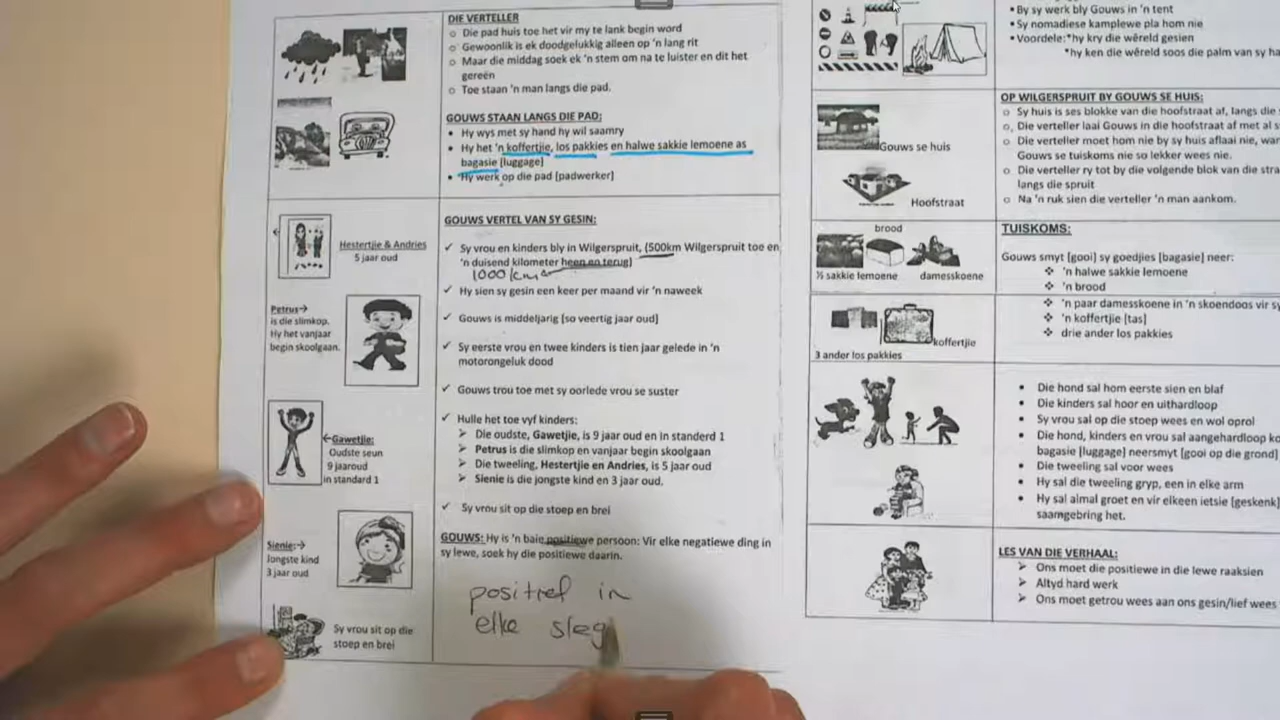 DIE VERTELLER
o Die pad huis toe het vir my te lank begin word
o Gewoonlik is ek doodgelukkig alleen op 'n lang rit
o Maar die middag soek ek 'n stem om na te luister en dit het
gereën
o Toe staan 'n man langs die pad.
GOUWS STAAN LANGS DIE PAD:
• Hy wys met sy hand hy wil saamry
• Hy het 'n koffertjie, los pakkies en halwe sakkie lemoene as
bagasie [luggage]
• Hy werk op die pad [padwerker]
Hestertjie & Andries
5 jaar oud
Petrus→
is die slimkop.
Hy het vanjaar
begin skoolgaan.
←Gawetjie:
Oudste seun
9 jaaroud
in standard 1
Sienie:→
Jongste kind
3 jaar oud
Sy vrou sit op die
stoep en brei
GOUWS VERTEL VAN SY GESIN:
✓ Sy vrou en kinders bly in Wilgerspruit, (500km Wilgerspruit toe en
'n duisend kilometer heen en terug)
1000 km
✓ Hy sien sy gesin een keer per maand vir 'n naweek
✓ Gouws is middeljarig [so veertig jaar oud]
✓ Sy eerste vrou en twee kinders is tien jaar gelede in 'n
motorongeluk dood
✓ Gouws trou toe met sy oorlede vrou se suster
✓ Hulle het toe vyf kinders:
➢ Die oudste, Gawetjie, is 9 jaar oud en in standerd 1
➢ Petrus is die slimkop en vanjaar begin skoolgaan
➢ Die tweeling, Hestertjie en Andries, is 5 jaar oud
➢ Sienie is die jongste kind en 3 jaar oud.
✓ Sy vrou sit op die stoep en brei
GOUWS: Hy is 'n baie positiewe persoon: Vir elke negatiewe ding in
sy lewe, soek hy die positiewe daarin.
positief in
elke sleg
• By sy werk bly Gouws in 'n tent
• Sy nomadiese kamplewe pla hom nie
• Voordele: *hy kry die wêreld gesien
*hy ken die wêreld soos die palm van sy
Gouws se huis
Hoofstraat
OP WILGERSPRUIT BY GOUWS SE HUIS:
o Sy huis is ses blokke van die hoofstraat af, langs die
o Die verteller laai Gouws in die hoofstraat af met al
o Die verteller moet hom nie by sy huis aflaai nie,
Gouws se tuiskoms nie so lekker wees nie.
o Die verteller ry tot by die volgende blok van die
langs die spruit
o Na 'n ruk sien die verteller 'n man aankom.
brood
½ sakkie lemoene damesskoene
koffertjie
3 ander los pakkies
TUISKOMS:
Gouws smyt [gooi] sy goedjies [bagasie] neer:
❖ 'n halwe sakkie lemoene
❖ 'n brood
❖ 'n paar damesskoene in 'n skoendoos vir
❖ 'n koffertjie [tas]
❖ drie ander los pakkies
• Die hond sal hom eerste sien en blaf
• Die kinders sal hoor en uithardloop
• Sy vrou sal op die stoep wees en wol oprol
• Die hond, kinders en vrou sal aangehardloop
bagasie [luggage] neersmyt [gooi op die grond]
• Die tweeling sal voor wees
• Hy sal die tweeling gryp, een in elke arm
• Hy sal almal groet en vir elkeen ietsie [geskenk]
saamgebring het.
LES VAN DIE VERHAAL:
➢ Ons moet die positiewe in die lewe raaksien
➢ Altyd hard werk
➢ Ons moet getrou wees aan ons gesin/lief wees